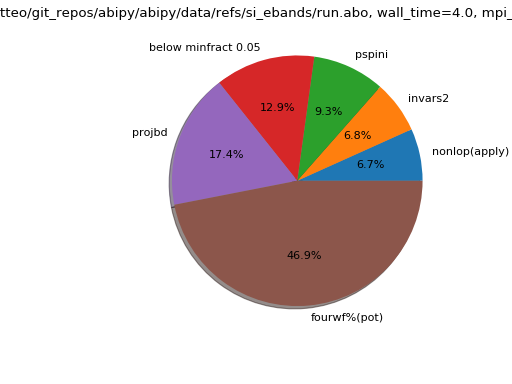 tteo/git_repos/abipy/abipy/data/refs/si_ebands/run.abo, wall_time=4.0, mpi_
below minfract 0.05
pspini
invars2
nonlop(apply)
projbd
fourwf%(pot)
12.9%
9.3%
6.8%
6.7%
17.4%
46.9%